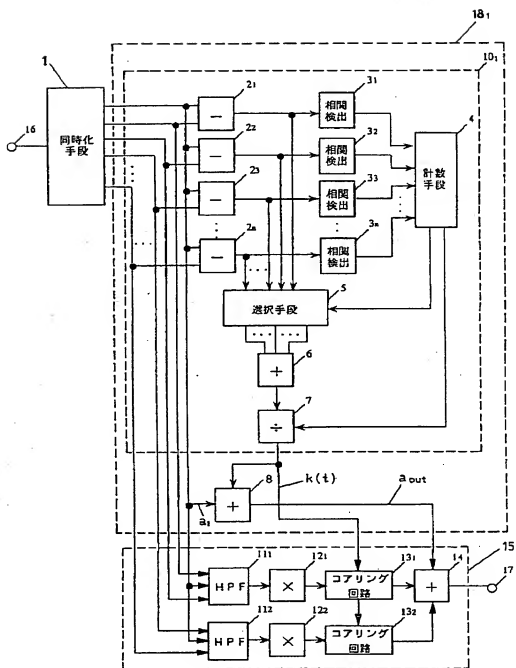 18₁
10₁
1
16
同時化
手段
2₁
−
2₂
−
2₃
−
2n
−
3₁
相関
検出
3₂
相関
検出
3₃
相関
検出
3n
相関
検出
4
計数
手段
5
選択手段
6
+
7
÷
k(t)
8
+
a₁
aout
15
11₁
HPF
12₁
×
13₁
コアリング
回路
14
+
17
11₂
HPF
12₂
×
13₂
コアリング
回路